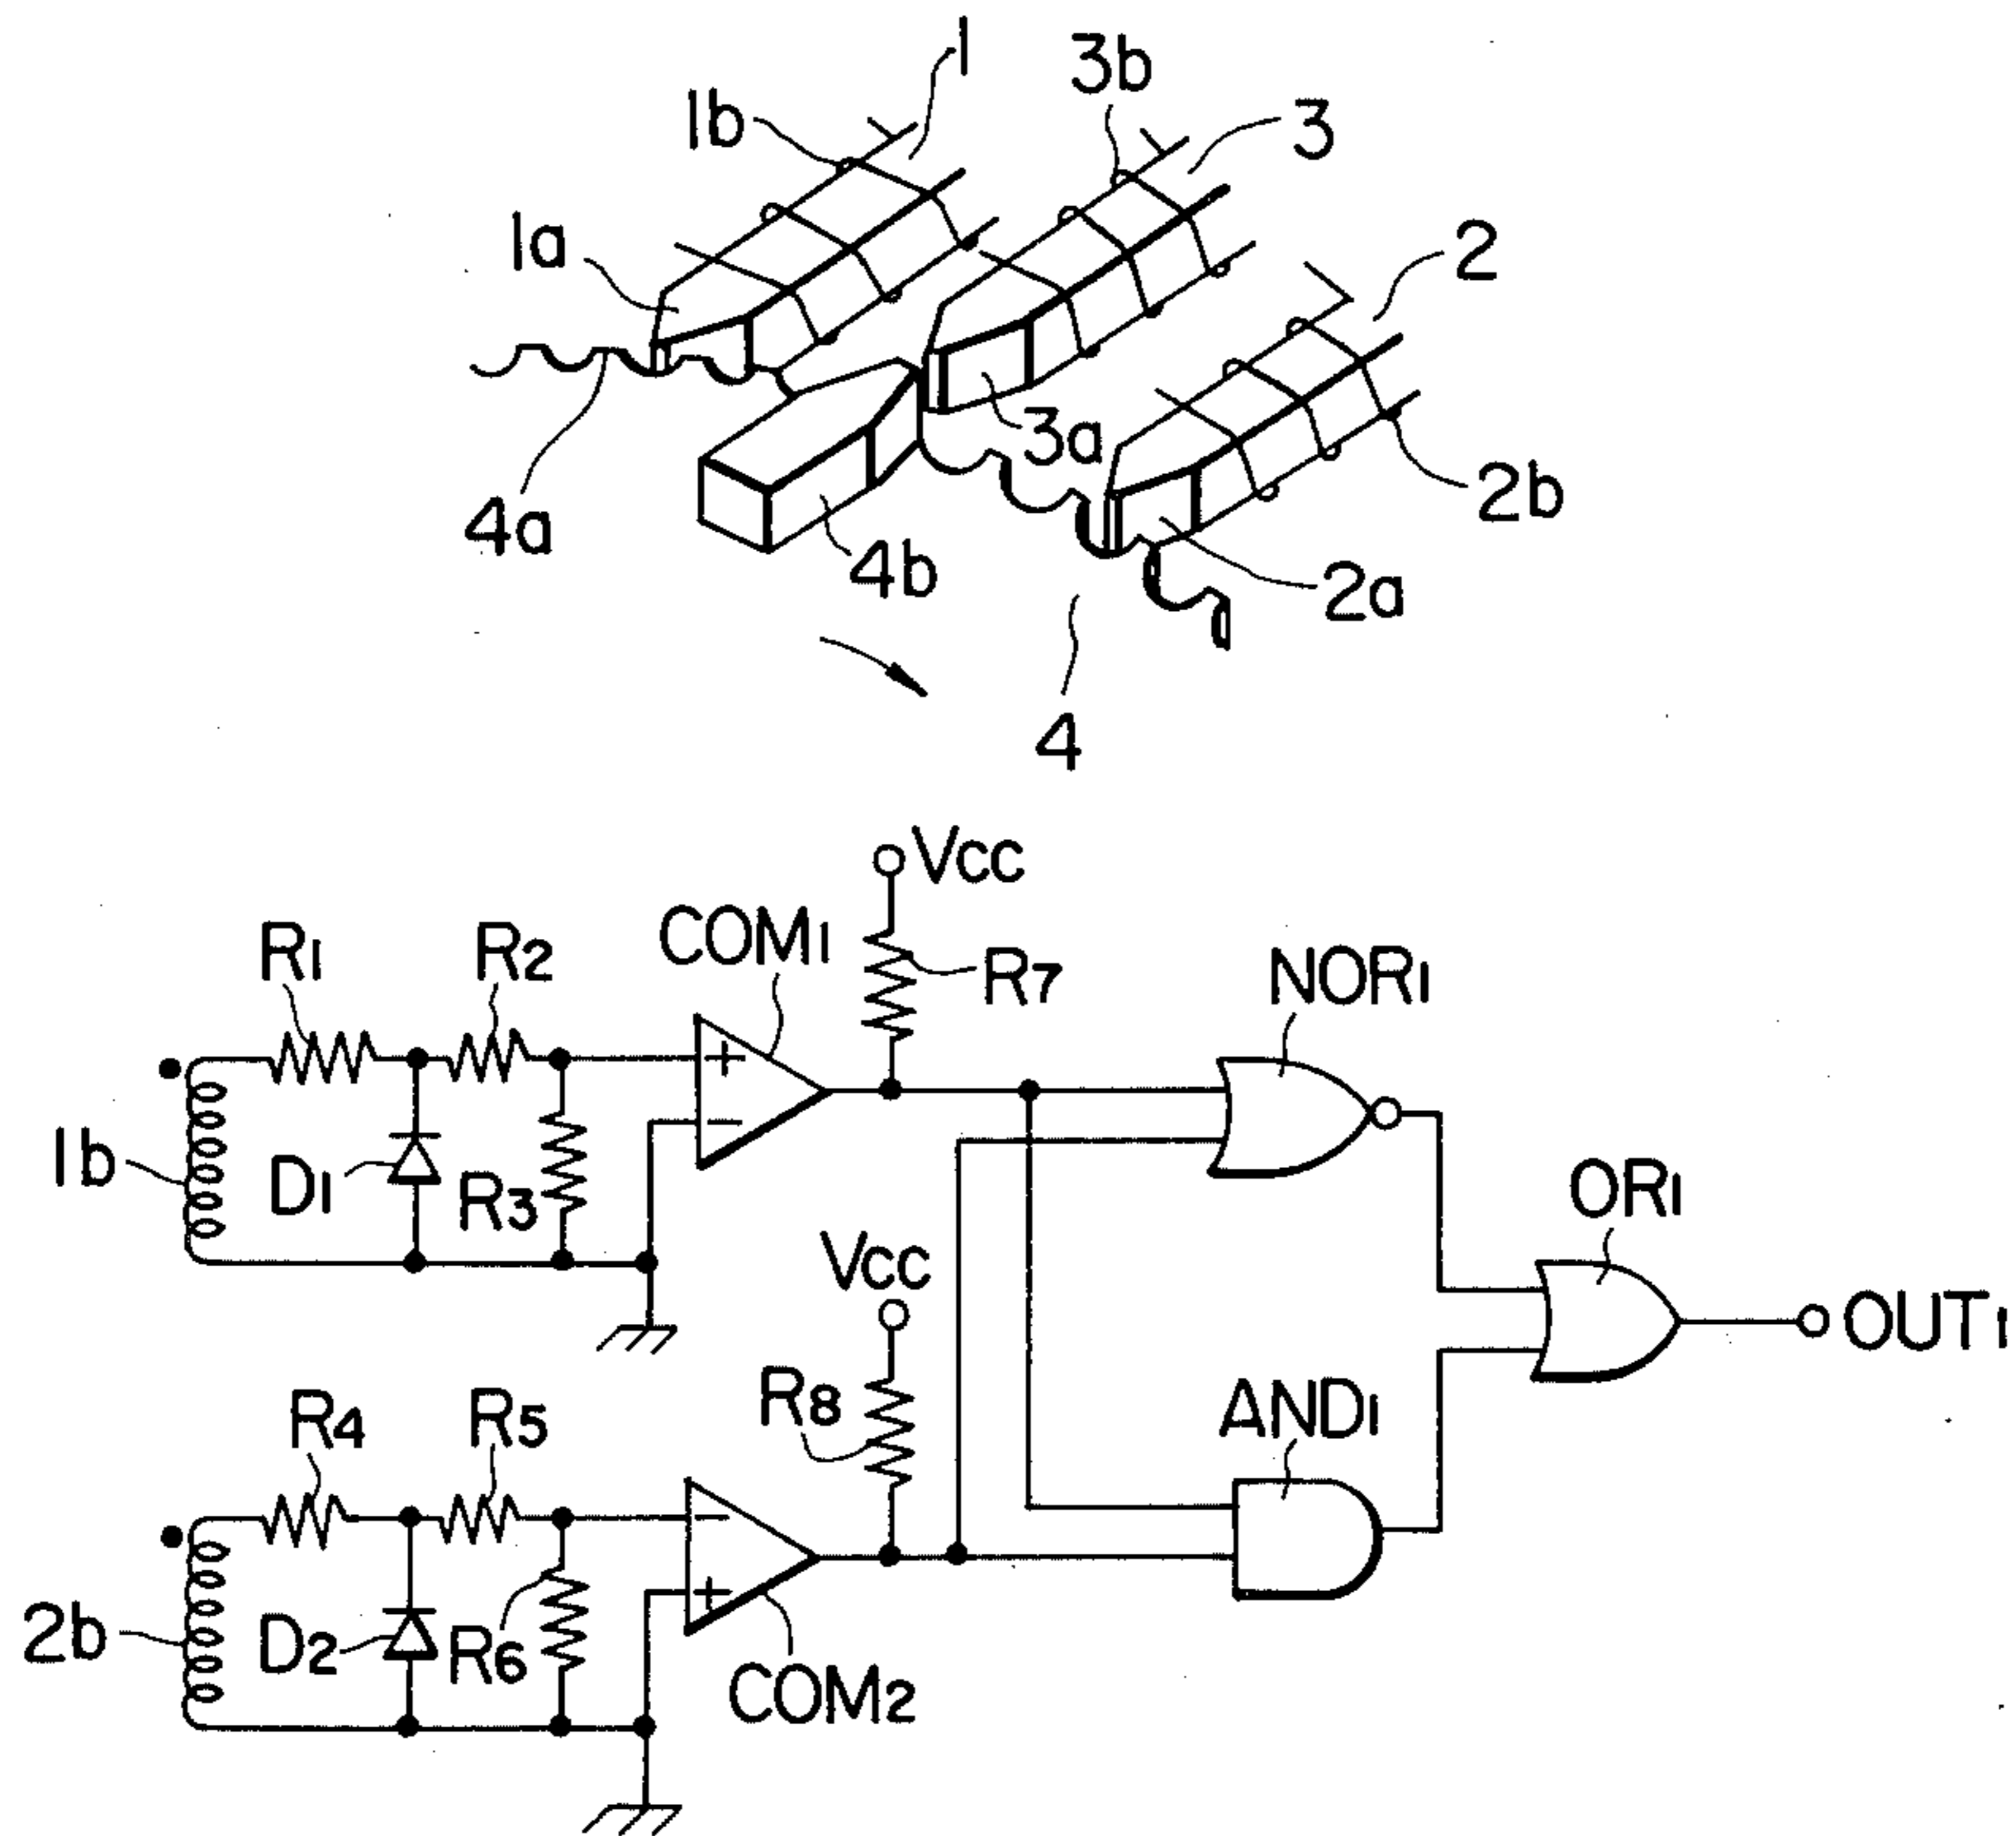 1
3b
1b
3
1a
2
3a
2b
4a
4b
2a
4
Vcc
R1
R2
COM1
R7
NOR1
1b
D1
R3
OR1
Vcc
OUT1
R4
R5
R8
AND1
2b
D2
R6
COM2